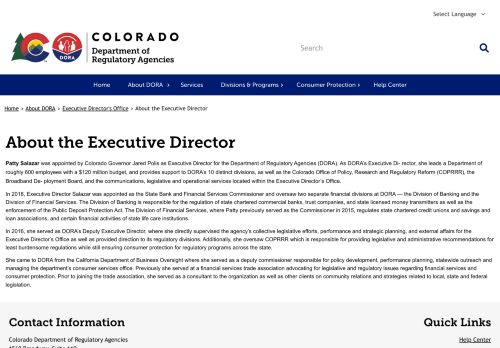 Select Language
COLORADO
Department of
Regulatory Agencies
DORA
Search
Home About DORA Services Divisions & Programs Consumer Protection Help Center
Home › About DORA › Executive Director's Office › About the Executive Director
About the Executive Director
Patty Salazar was appointed by Colorado Governor Jared Polis as Executive Director for the Department of Regulatory Agencies (DORA). As DORA's Executive Di- rector, she leads a Department of
roughly 600 employees with a $120 million budget, and provides support to DORA's 10 distinct divisions, as well as the Colorado Office of Policy, Research and Regulatory Reform (COPRRR), the
Broadband De- ployment Board, and the communications, legislative and operational services located within the Executive Director's Office.
In 2018, Executive Director Salazar was appointed as the State Bank and Financial Services Commissioner and oversaw two separate financial divisions at DORA — the Division of Banking and the
Division of Financial Services. The Division of Banking is responsible for the regulation of state chartered commercial banks, trust companies, and state licensed money transmitters as well as the
enforcement of the Public Deposit Protection Act. The Division of Financial Services, where Patty previously served as the Commissioner in 2015, regulates state chartered credit unions and savings and
loan associations, and certain financial activities of state life care institutions.
In 2016, she served as DORA's Deputy Executive Director, where she directly supervised the agency's collective legislative efforts, performance and strategic planning, and external affairs for the
Executive Director's Office as well as provided direction to its regulatory divisions. Additionally, she oversaw COPRRR which is responsible for providing legislative and administrative recommendations for
least burdensome regulations while still ensuring consumer protection for regulatory programs across the state.
She came to DORA from the California Department of Business Oversight where she served as a deputy commissioner responsible for policy development, performance planning, statewide outreach and
managing the department's consumer services office. Previously she served at a financial services trade association advocating for legislative and regulatory issues regarding financial services and
consumer protection. Prior to joining the trade association, she served as a consultant to the organization as well as other clients on community relations and strategies related to local, state and federal
legislation.
Contact Information
Quick Links
Colorado Department of Regulatory Agencies
Help Center